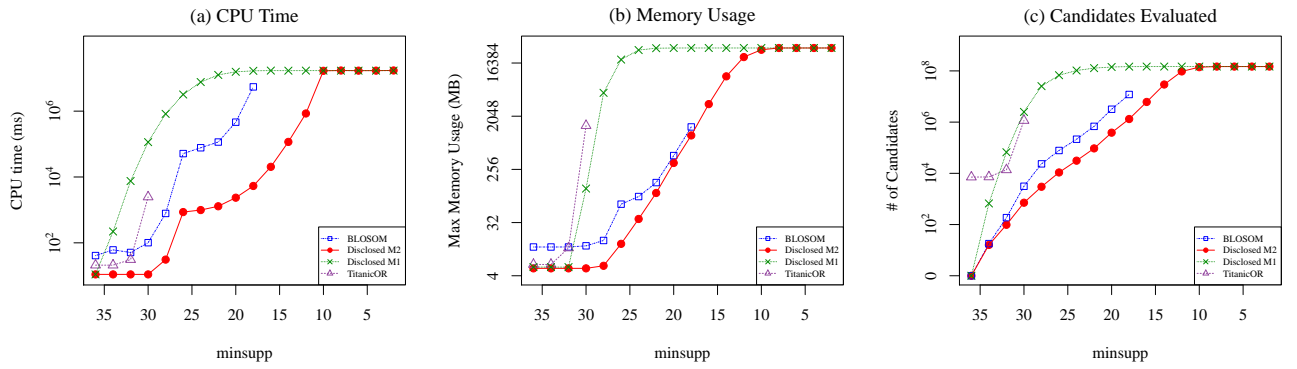 (a) CPU Time
CPU time (ms)
10^2 10^4 10^6
35 30 25 20 15 10 5
minsupp
BLOSOM
Disclosed M2
Disclosed M1
TitanicOR
(b) Memory Usage
Max Memory Usage (MB)
4 32 256 2048 16384
35 30 25 20 15 10 5
minsupp
BLOSOM
Disclosed M2
Disclosed M1
TitanicOR
(c) Candidates Evaluated
# of Candidates
0 10^2 10^4 10^6 10^8
35 30 25 20 15 10 5
minsupp
BLOSOM
Disclosed M2
Disclosed M1
TitanicOR